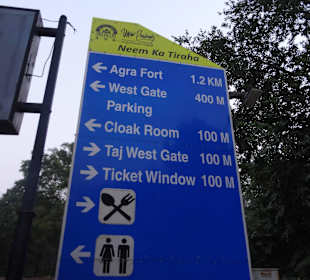 Neem Ka Tiraha
← Agra Fort 1.2 KM
← West Gate Parking 400 M
← Cloak Room 100 M
→ Taj West Gate 100 M
→ Ticket Window 100 M
←
←